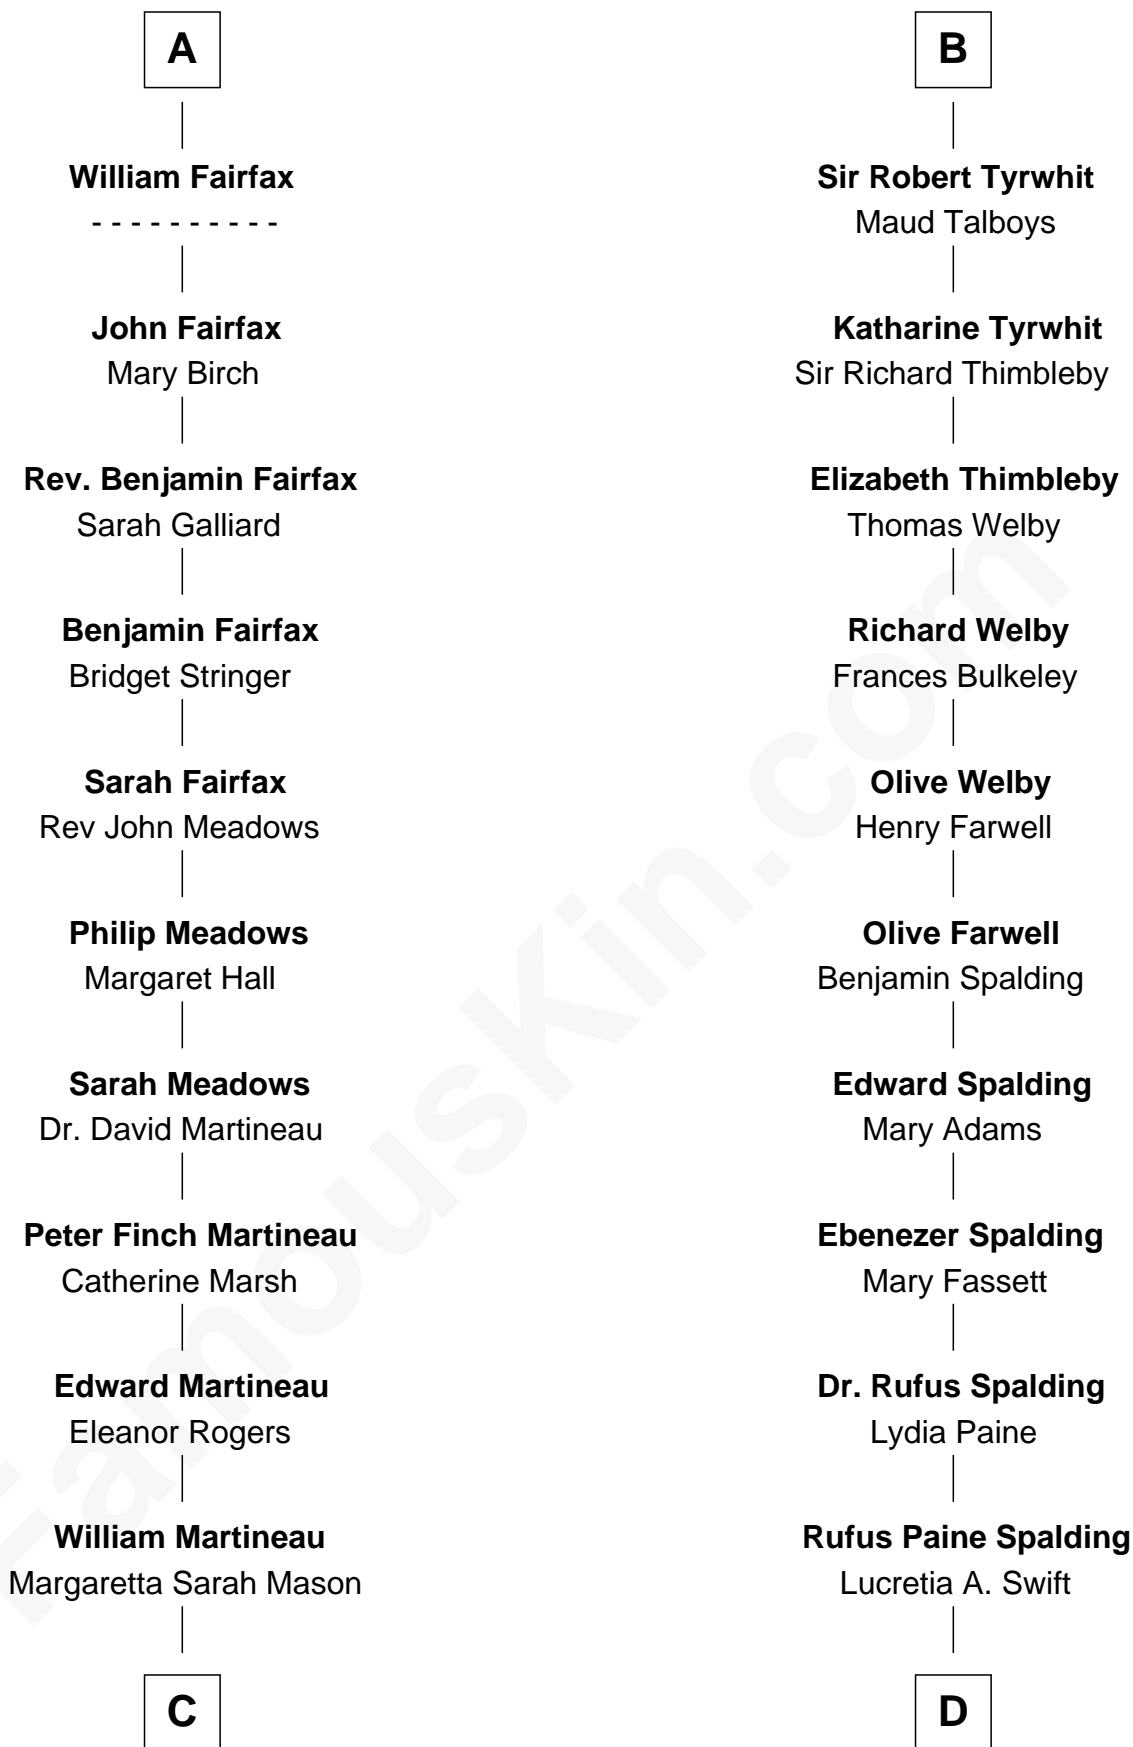 A
William Fairfax
- - - - - - - - - -
John Fairfax
Mary Birch
Rev. Benjamin Fairfax
Sarah Galliard
Benjamin Fairfax
Bridget Stringer
Sarah Fairfax
Rev John Meadows
Philip Meadows
Margaret Hall
Sarah Meadows
Dr. David Martineau
Peter Finch Martineau
Catherine Marsh
Edward Martineau
Eleanor Rogers
William Martineau
Margaretta Sarah Mason
C
B
Sir Robert Tyrwhit
Maud Talboys
Katharine Tyrwhit
Sir Richard Thimbleby
Elizabeth Thimbleby
Thomas Welby
Richard Welby
Frances Bulkeley
Olive Welby
Henry Farwell
Olive Farwell
Benjamin Spalding
Edward Spalding
Mary Adams
Ebenezer Spalding
Mary Fassett
Dr. Rufus Spalding
Lydia Paine
Rufus Paine Spalding
Lucretia A. Swift
D
FamousKin.com